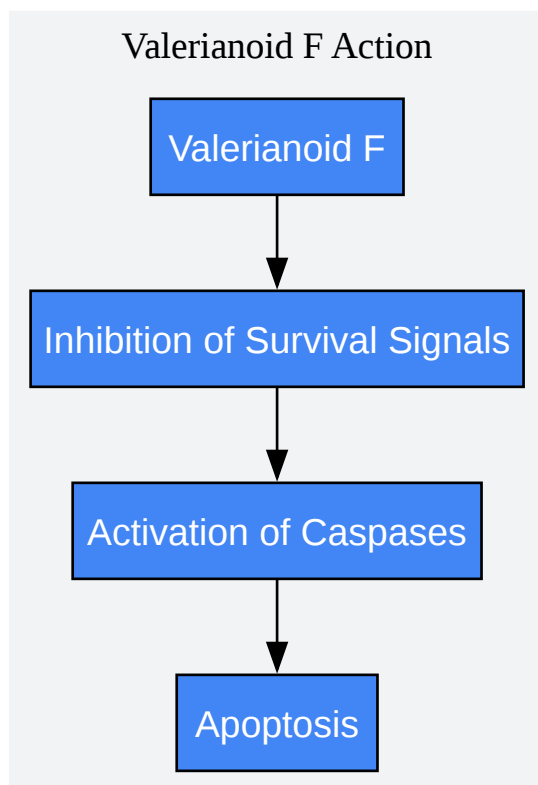 Valerianoid F Action
Valerianoid F
Inhibition of Survival Signals
Activation of Caspases
Apoptosis